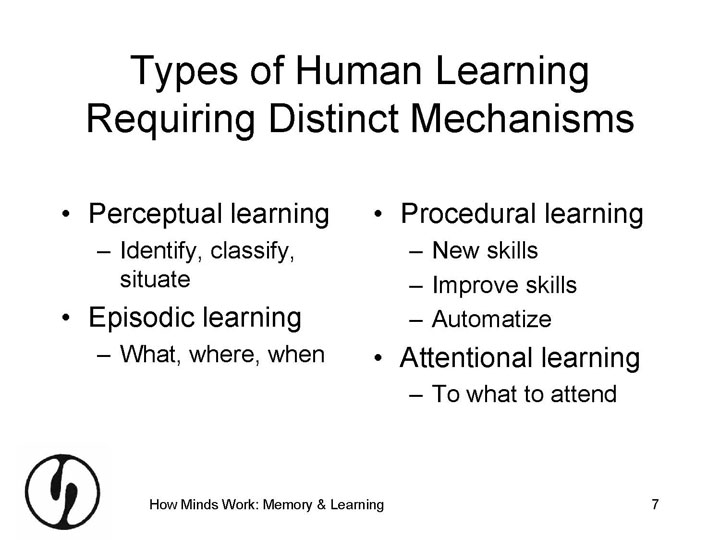 Types of Human Learning
Requiring Distinct Mechanisms
• Perceptual learning
– Identify, classify,
situate
• Episodic learning
– What, where, when
• Procedural learning
– New skills
– Improve skills
– Automatize
• Attentional learning
– To what to attend
How Minds Work: Memory & Learning
7